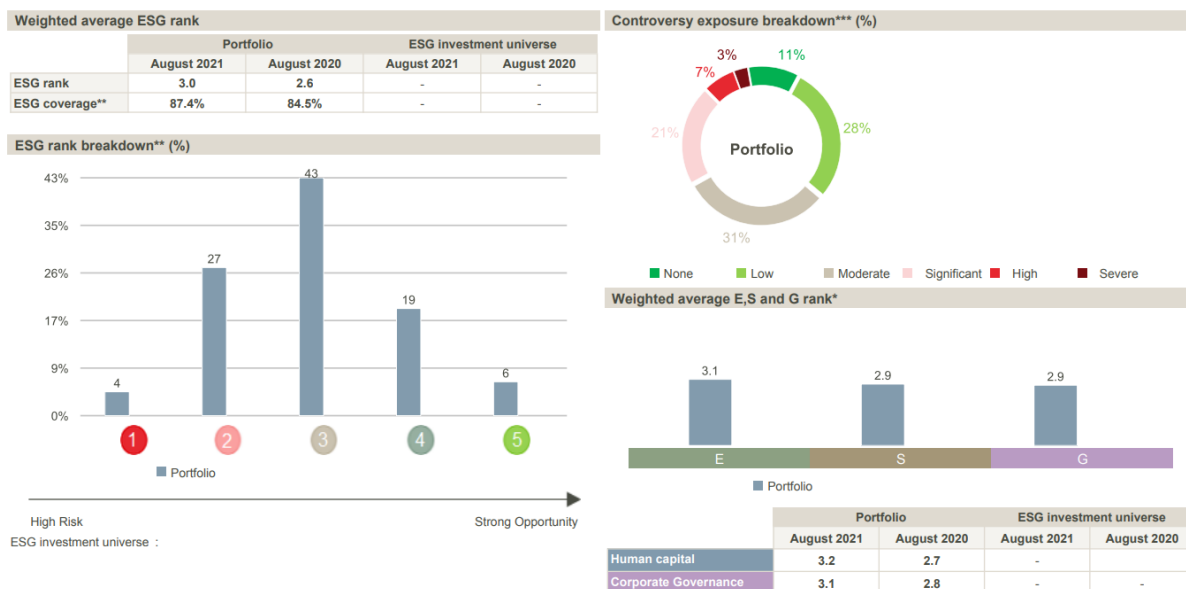 Weighted average ESG rank
Portfolio ESG investment universe
August 2021 August 2020 August 2021 August 2020
ESG rank 3.0 2.6 - -
ESG coverage** 87.4% 84.5% - -
ESG rank breakdown** (%)
43%
35%
26%
17%
9%
0%
4
27
43
19
6
1 2 3 4 5
Portfolio
High Risk Strong Opportunity
ESG investment universe :
Controversy exposure breakdown*** (%)
3% 11%
7%
21% 28%
Portfolio
31%
None Low Moderate Significant High Severe
Weighted average E,S and G rank*
3.1 2.9 2.9
E S G
Portfolio
Portfolio ESG investment universe
August 2021 August 2020 August 2021 August 2020
Human capital 3.2 2.7 -
Corporate Governance 3.1 2.8 - -